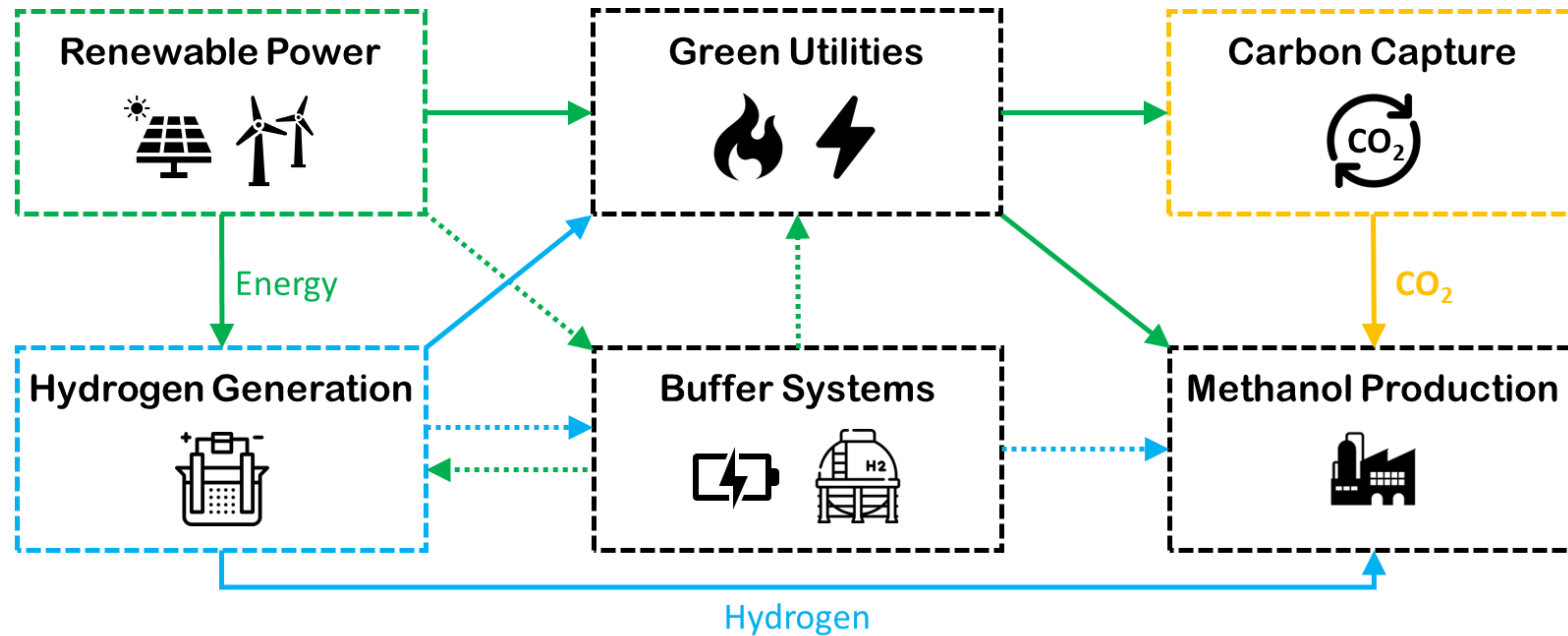 Renewable Power
Green Utilities
Carbon Capture
CO₂
Energy
CO₂
Hydrogen Generation
Buffer Systems
Methanol Production
+ -
H2
Hydrogen